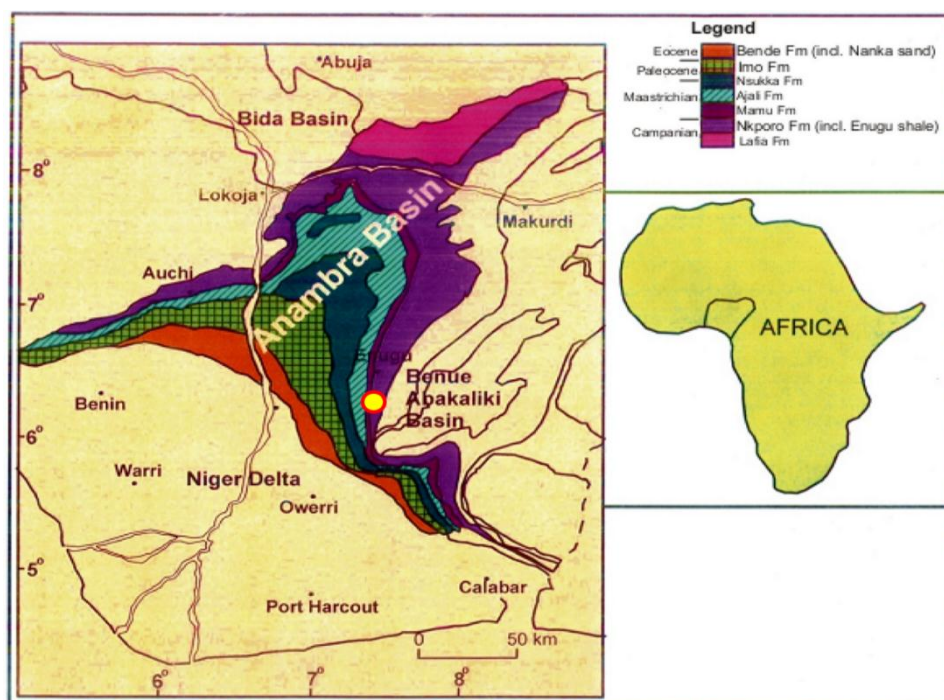 Legend
Eocene
Bende Fm (incl. Nanka sand)
Paleocene
Imo Fm
Nsukka Fm
Maastrichian
Ajali Fm
Mamu Fm
Campanian
Nkporo Fm (incl. Enugu shale)
Lafia Fm
Abuja
Bida Basin
8°
Lokoja
Makurdi
Anambra Basin
Auchi
7°
AFRICA
Enugu
Benue
Abakaliki
Basin
Benin
6°
Warri
Niger Delta
Owerri
5°
Calabar
Port Harcout
0 50 km
6° 7° 8°